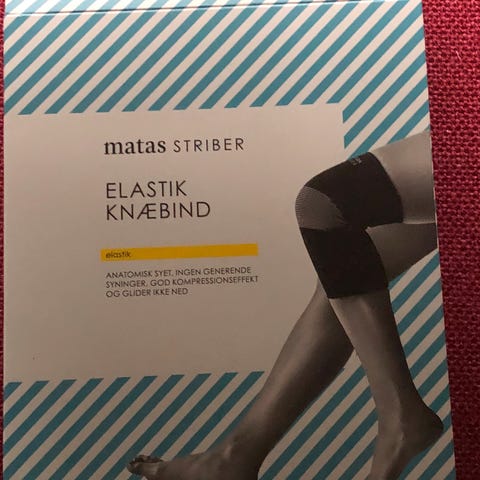 matas STRIBER
ELASTIK
KNÆBIND
elastik
ANATOMISK SYET, INGEN GENERENDE
SYNINGER, GOD KOMPRESSIONSEFFEKT
OG GLIDER IKKE NED